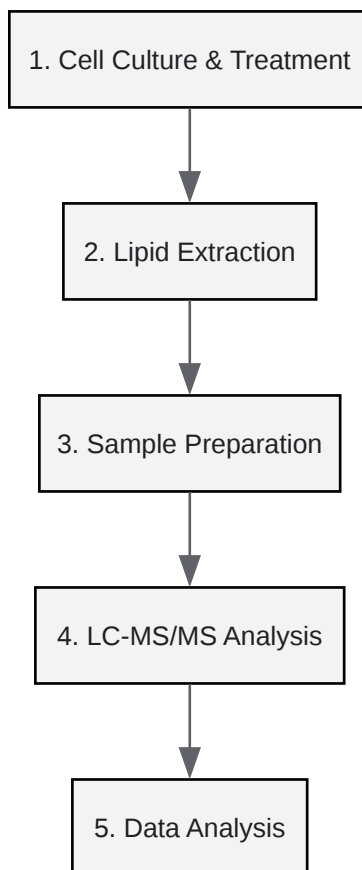 1. Cell Culture & Treatment
2. Lipid Extraction
3. Sample Preparation
4. LC-MS/MS Analysis
5. Data Analysis